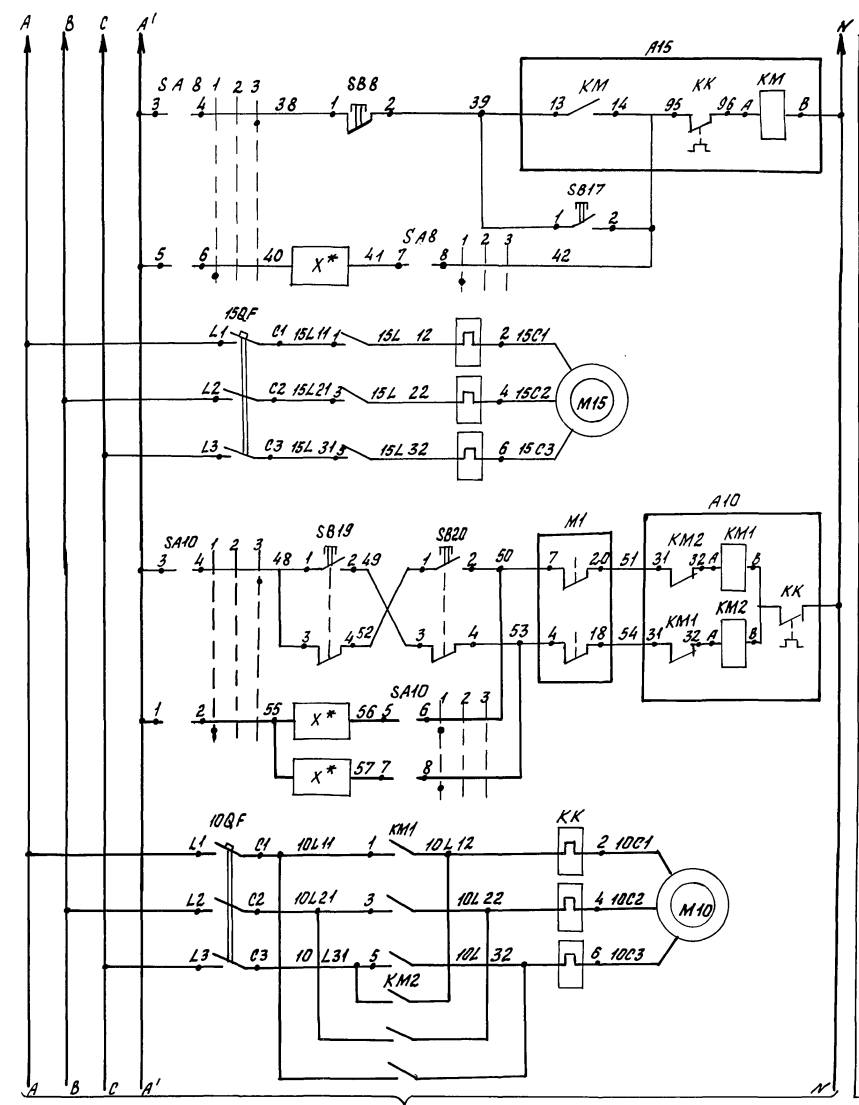 A B C A' N
A15
SA8 1 2 3 SB8 KM KK KM
3 4 38 1 2 39 13 14 95 96 A B
SB17
1 2
SA8
5 6 40 X* 41 7 8 1 2 3 42
15QF
L1 C1 15L11 1 15L 12 2 15C1
L2 C2 15L21 3 15L 22 4 15C2 M15
L3 C3 15L 31 5 15L 32 6 15C3
A10
SA10 1 2 3 SB19 SB20 M1 KM2 KM1
3 4 48 1 2 49 1 2 50 7 20 51 31 32 A B
KK
KM1 KM2
3 4 52 3 4 53 4 18 54 31 32 A B
SA10
1 2 55 X* 56 5 6 1 2 3
X* 57 7 8
10QF KM1 KK
L1 C1 10L11 1 10L12 2 10C1
L2 C2 10L21 3 10L 22 4 10C2 M10
L3 C3 10 L31 5 10L 32 6 10C3
KM2
A B C A' N